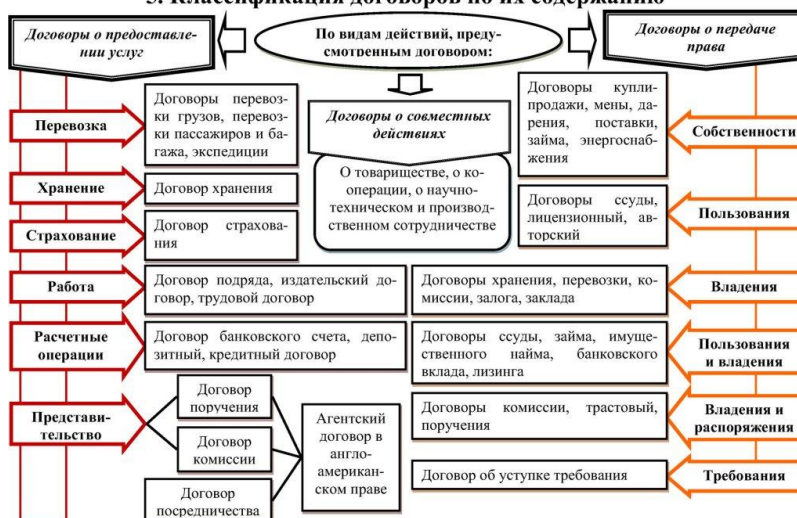 3. Классификация договоров по их содержанию
Договоры о предоставле-
нии услуг
По видам действий, преду-
смотренным договором:
Договоры о передаче
права
Перевозка
Договоры перевоз-
ки грузов, перевоз-
ки пассажиров и ба-
гажа, экспедиции
Хранение
Договор хранения
Страхование
Договор страхова-
ния
Работа
Договор подряда, издательский до-
говор, трудовой договор
Расчетные
операции
Договор банковского счета, депо-
зитный, кредитный договор
Представи-
тельство
Договор
поручения
Договор
комиссии
Договор
посредничества
Агентский
договор в
англо-
американ-
ском праве
Договоры о совместных
действиях
О товариществе, о ко-
операции, о научно-
техническом и производ-
ственном сотрудничестве
Договоры купли-
продажи, мены, да-
рения, поставки,
займа, энергоснаб-
жения
Собственности
Договоры ссуды,
лицензионный, ав-
торский
Пользования
Договоры хранения, перевозки, ко-
миссии, залога, заклада
Владения
Договоры ссуды, займа, имуще-
ственного найма, банковского
вклада, лизинга
Пользования
и владения
Договоры комиссии, трастовый,
поручения
Владения и
распоряжения
Договор об уступке требования
Требования